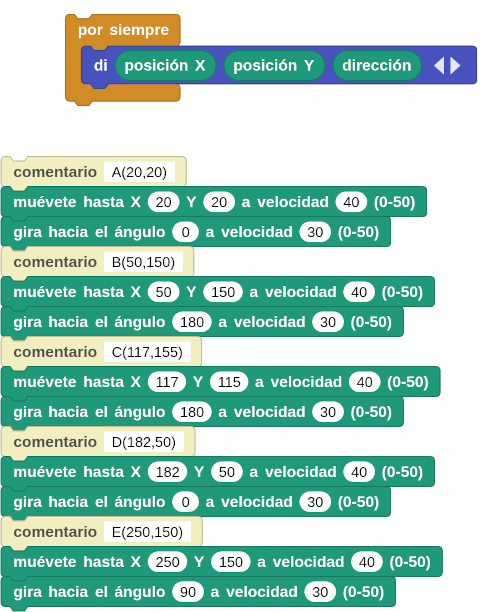 por siempre
di posición X posición Y dirección
comentario A(20,20)
muévete hasta X 20 Y 20 a velocidad 40 (0-50)
gira hacia el ángulo 0 a velocidad 30 (0-50)
comentario B(50,150)
muévete hasta X 50 Y 150 a velocidad 40 (0-50)
gira hacia el ángulo 180 a velocidad 30 (0-50)
comentario C(117,155)
muévete hasta X 117 Y 115 a velocidad 40 (0-50)
gira hacia el ángulo 180 a velocidad 30 (0-50)
comentario D(182,50)
muévete hasta X 182 Y 50 a velocidad 40 (0-50)
gira hacia el ángulo 0 a velocidad 30 (0-50)
comentario E(250,150)
muévete hasta X 250 Y 150 a velocidad 40 (0-50)
gira hacia el ángulo 90 a velocidad 30 (0-50)